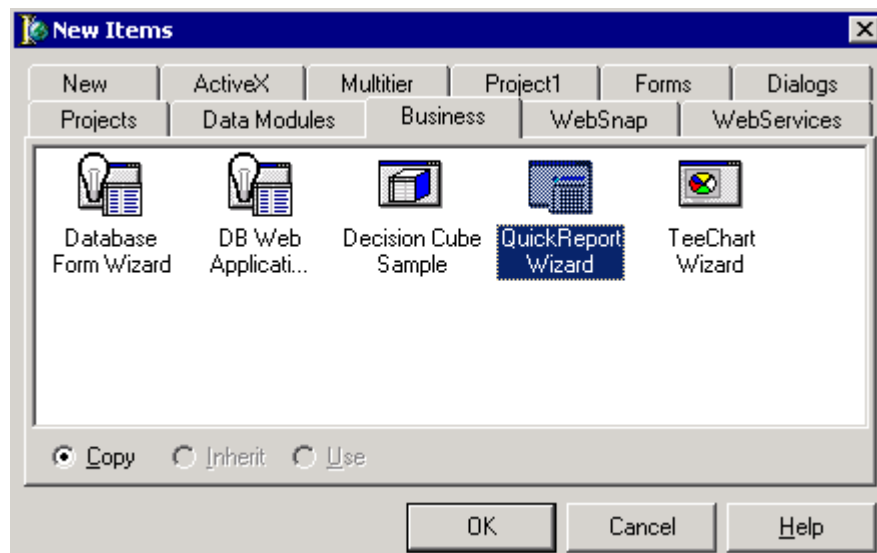 New Items
New ActiveX Multitier Project1 Forms Dialogs
Projects Data Modules Business WebSnap WebServices
Database DB Web Decision Cube QuickReport TeeChart
Form Wizard Applicati... Sample Wizard Wizard
Copy Inherit Use
OK Cancel Help